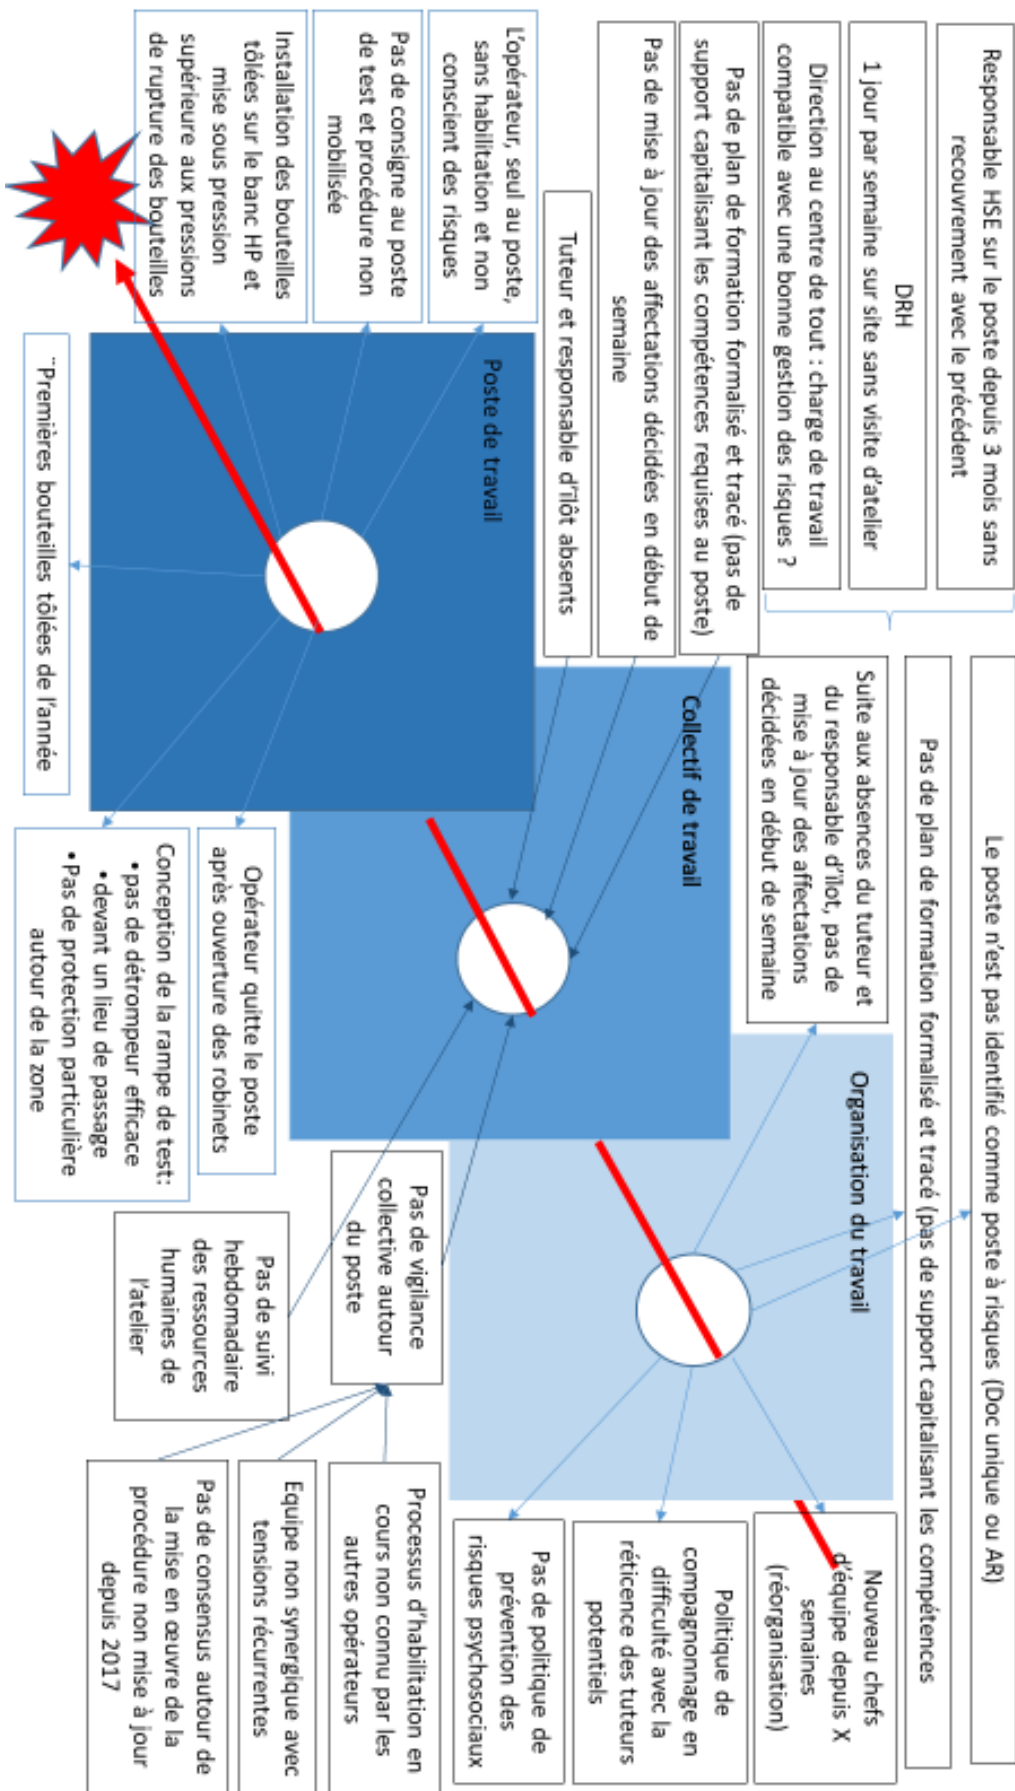 Responsable HSE sur le poste depuis 3 mois sans
recouvrement avec le précédent
DRH
1 jour par semaine sur site sans visite d'atelier
Direction au centre de tout : charge de travail
compatible avec une bonne gestion des risques ?
Pas de plan de formation formalisé et tracé (pas de
support capitalisant les compétences requises au poste)
Pas de mise à jour des affectations décidées en début de
semaine
Tuteur et responsable d'îlôt absents
L'opérateur, seul au poste,
sans habilitation et non
conscient des risques
Pas de consigne au poste
de test et procédure non
mobilisée
Installation des bouteilles
tôlées sur le banc HP et
mise sous pression
supérieure aux pressions
de rupture des bouteilles
Le poste n'est pas identifié comme poste à risques (Doc unique ou AR)
Pas de plan de formation formalisé et tracé (pas de support capitalisant les compétences
Suite aux absences du tuteur et
du responsable d'ilot, pas de
mise à jour des affectations
décidées en début de semaine
Collectif de travail
Poste de travail
¨Premières bouteilles tôlées de l'année
Organisation du travail
Opérateur quitte le poste
après ouverture des robinets
Conception de la rampe de test:
•pas de détrompeur efficace
•devant un lieu de passage
•Pas de protection particulière
autour de la zone
Pas de vigilance
collective autour
du poste
Pas de suivi
hebdomadaire
des ressources
humaines de
l'atelier
Nouveau chefs
d'équipe depuis X
semaines
(réorganisation)
Politique de
compagnonnage en
difficulté avec la
réticence des tuteurs
potentiels
Pas de politique de
prévention des
risques psychosociaux
Processus d'habilitation en
cours non connu par les
autres opérateurs
Equipe non synergique avec
tensions récurrentes
Pas de consensus autour de
la mise en œuvre de la
procédure non mise à jour
depuis 2017